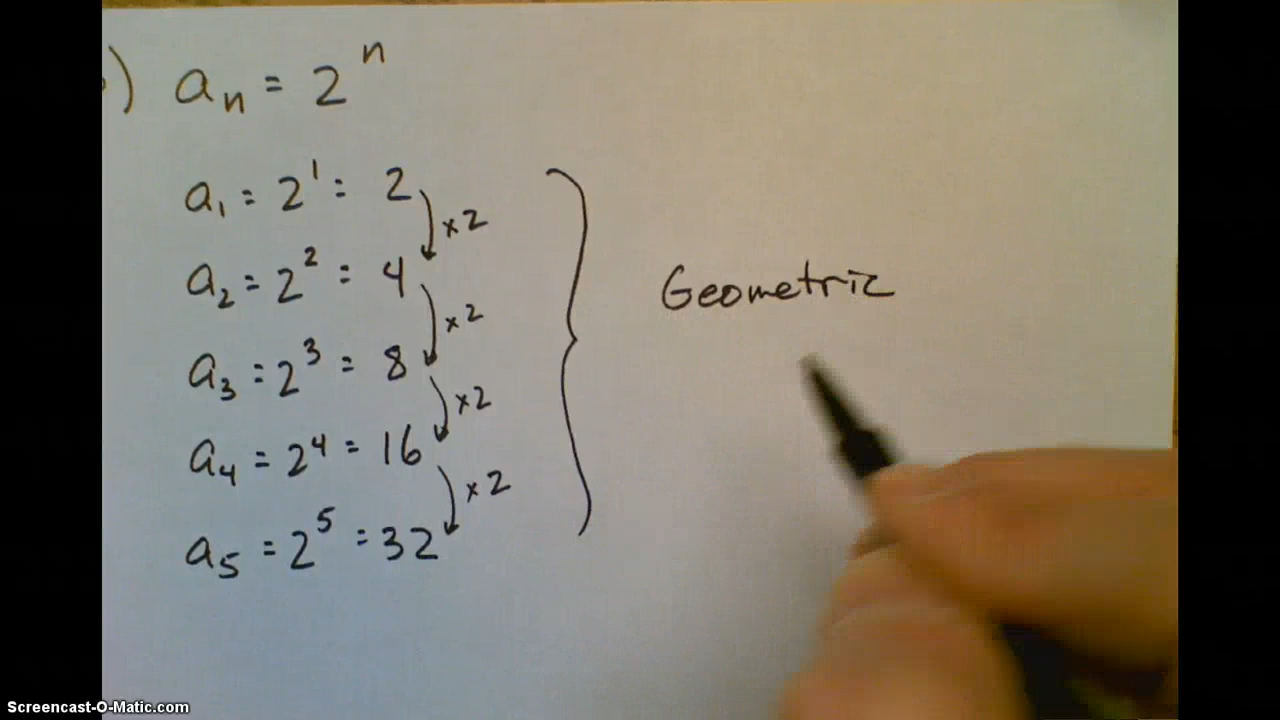 ) aₙ = 2ⁿ
a₁ = 2¹ = 2
×2
a₂ = 2² = 4
×2
a₃ = 2³ = 8
×2
a₄ = 2⁴ = 16
×2
a₅ = 2⁵ = 32
Geometric
Screencast-O-Matic.com